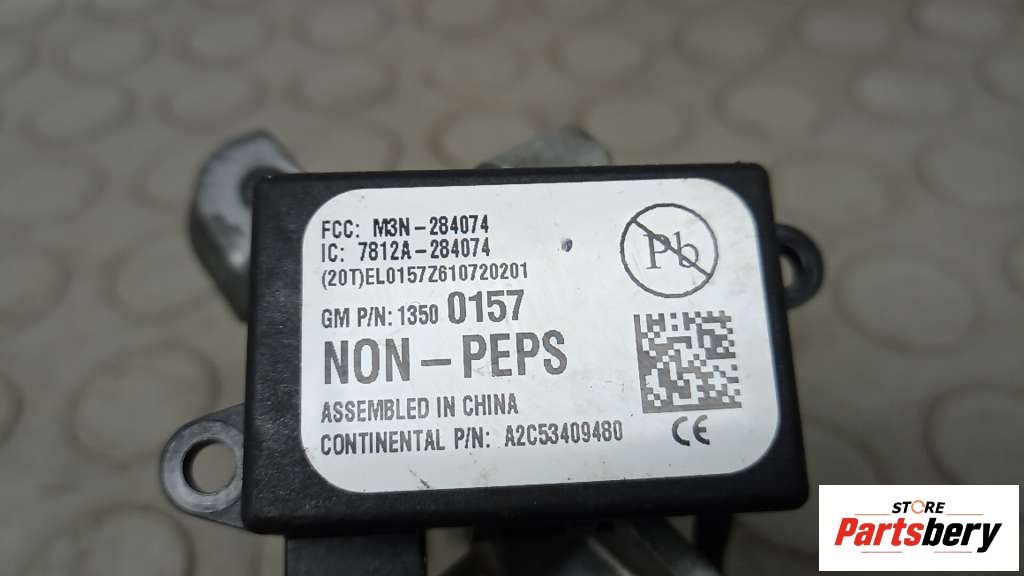 FCC: M3N-284074
IC: 7812A-284074
(20T)EL0157Z610720201
Pb
GM P/N: 1350 0157
NON-PEPS
ASSEMBLED IN CHINA
CONTINENTAL P/N: A2C53409480
CE
STORE
Partsbery